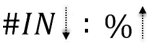 #IN⇣ : %⇡